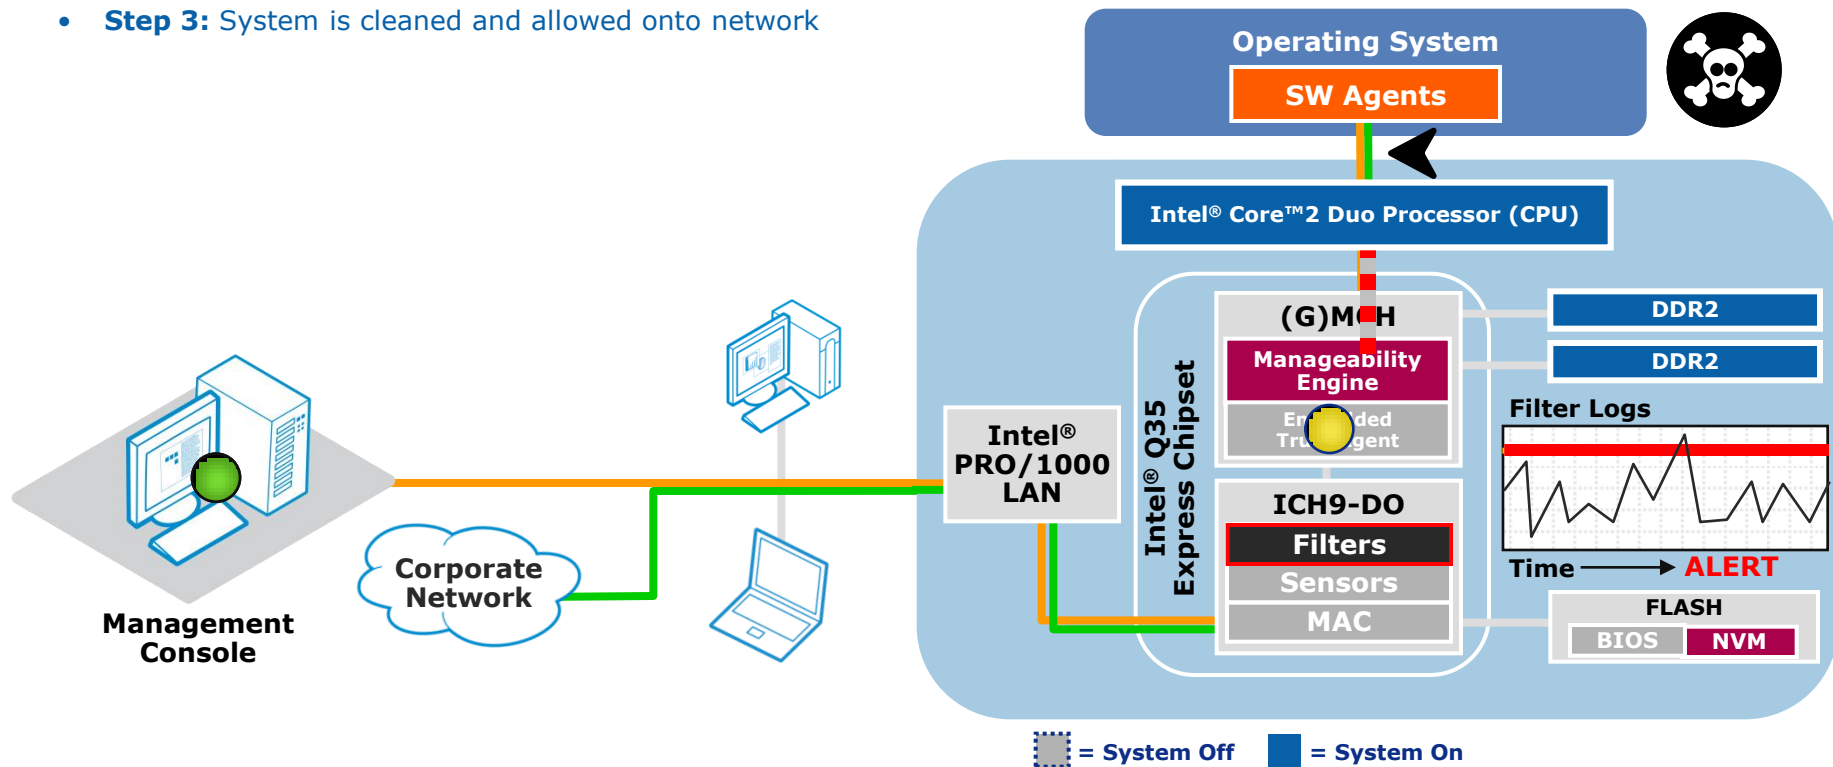 • Step 3: System is cleaned and allowed onto network
Operating System
SW Agents
Intel® Core™2 Duo Processor (CPU)
(G)MCH
Manageability
Engine
Intel® Q35
Express Chipset
DDR2
DDR2
Filter Logs
Time
ALERT
Intel®
PRO/1000
LAN
ICH9-DO
Filters
Sensors
MAC
FLASH
BIOS
NVM
Corporate
Network
Management
Console
= System Off
= System On